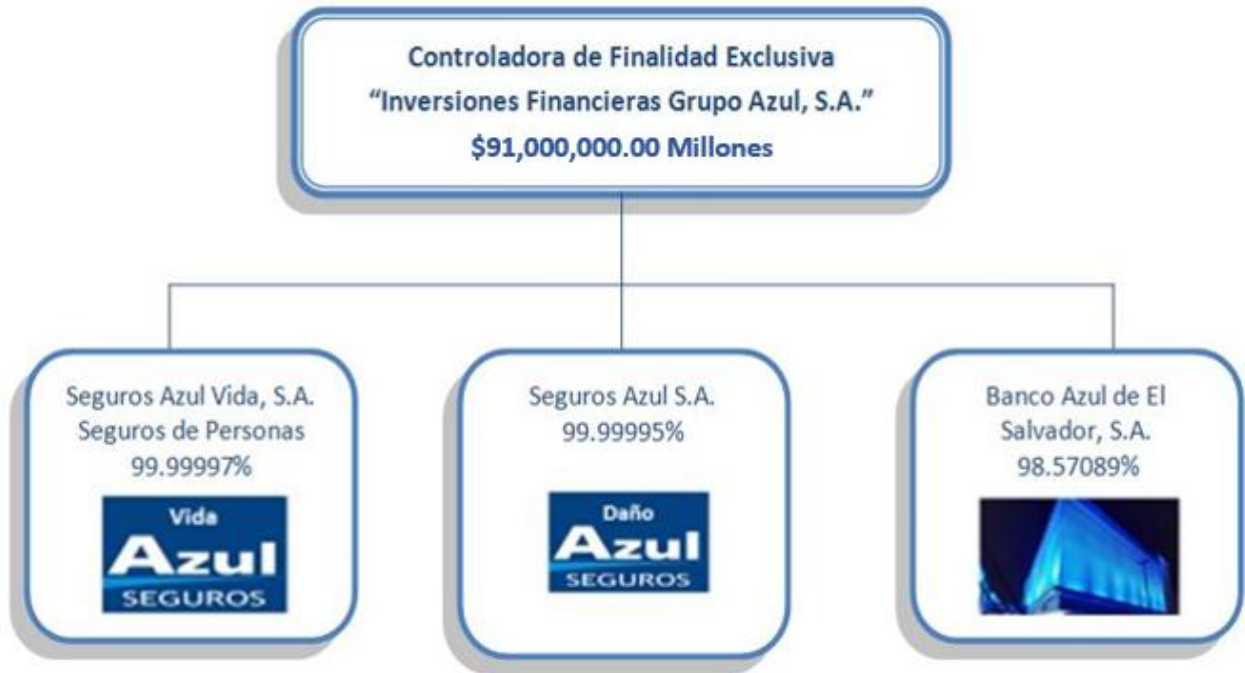 Controladora de Finalidad Exclusiva
“Inversiones Financieras Grupo Azul, S.A.”
$91,000,000.00 Millones
Seguros Azul Vida, S.A.
Seguros de Personas
99.99997%
Vida
Azul
SEGUROS
Seguros Azul S.A.
99.99995%
Daño
Azul
SEGUROS
Banco Azul de El
Salvador, S.A.
98.57089%